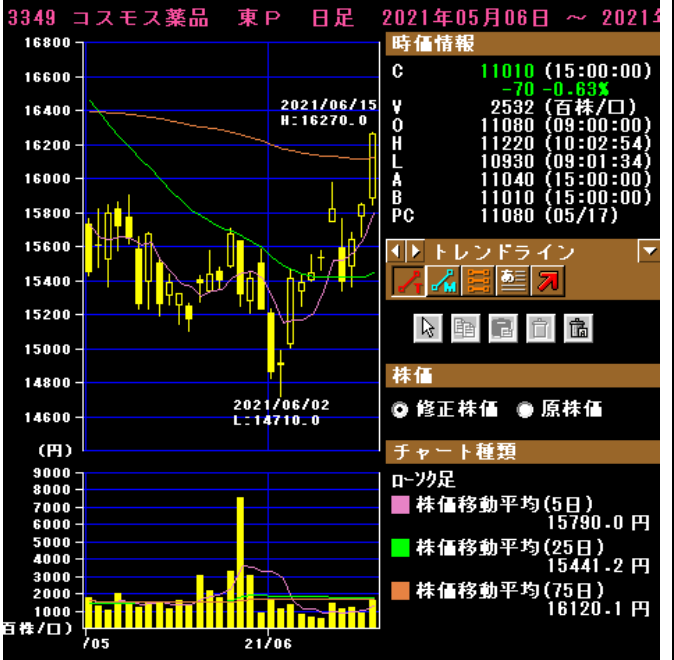 3349 コスモス薬品 東P 日足 2021年05月06日 ～ 2021
16800
16600
16400
16200
16000
15800
15600
15400
15200
15000
14800
14600
(円)
2021/06/15
H:16270.0
2021/06/02
L:14710.0
9000
8000
7000
6000
5000
4000
3000
2000
1000
百株/口)
/05
21/06
時価情報
C 11010 (15:00:00)
-70 -0.63%
V 2532 (百株/口)
O 11080 (09:00:00)
H 11220 (10:02:54)
L 10930 (09:01:34)
A 11040 (15:00:00)
B 11010 (15:00:00)
PC 11080 (05/17)
トレンドライン
T
M
あ
株価
修正株価 原株価
チャート種類
ローソク足
株価移動平均(5日)
15790.0 円
株価移動平均(25日)
15441.2 円
株価移動平均(75日)
16120.1 円